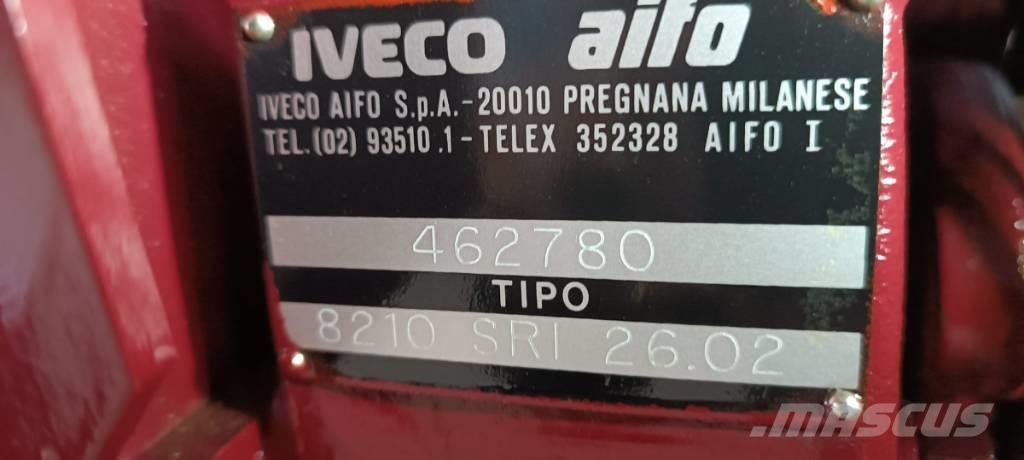 IVECO aifo
IVECO AIFO S.p.A. - 20010 PREGNANA MILANESE
TEL. (02) 93510.1 - TELEX 352328 AIFO I
462780
TIPO
8210 SRI 26.02
MASCUS